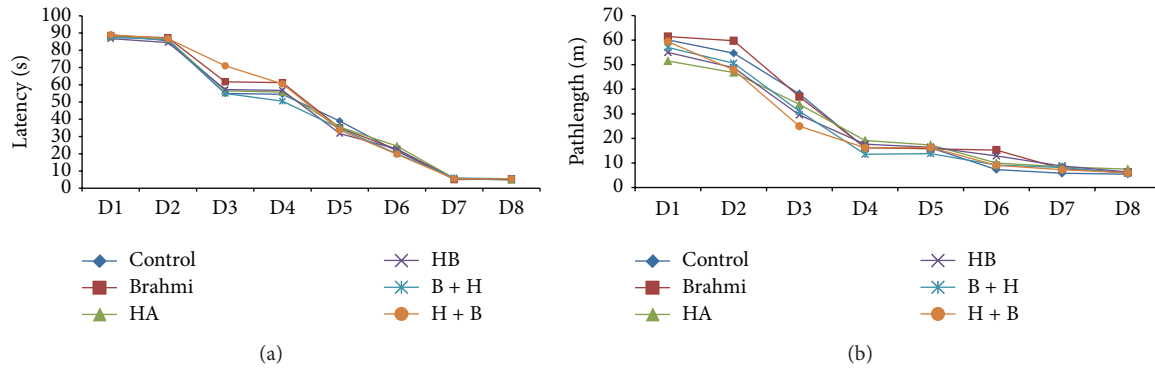 Latency (s)
100
90
80
70
60
50
40
30
20
10
0
D1 D2 D3 D4 D5 D6 D7 D8
Control
Brahmi
HA
HB
B + H
H + B
(a)
Pathlength (m)
70
60
50
40
30
20
10
0
D1 D2 D3 D4 D5 D6 D7 D8
Control
Brahmi
HA
HB
B + H
H + B
(b)